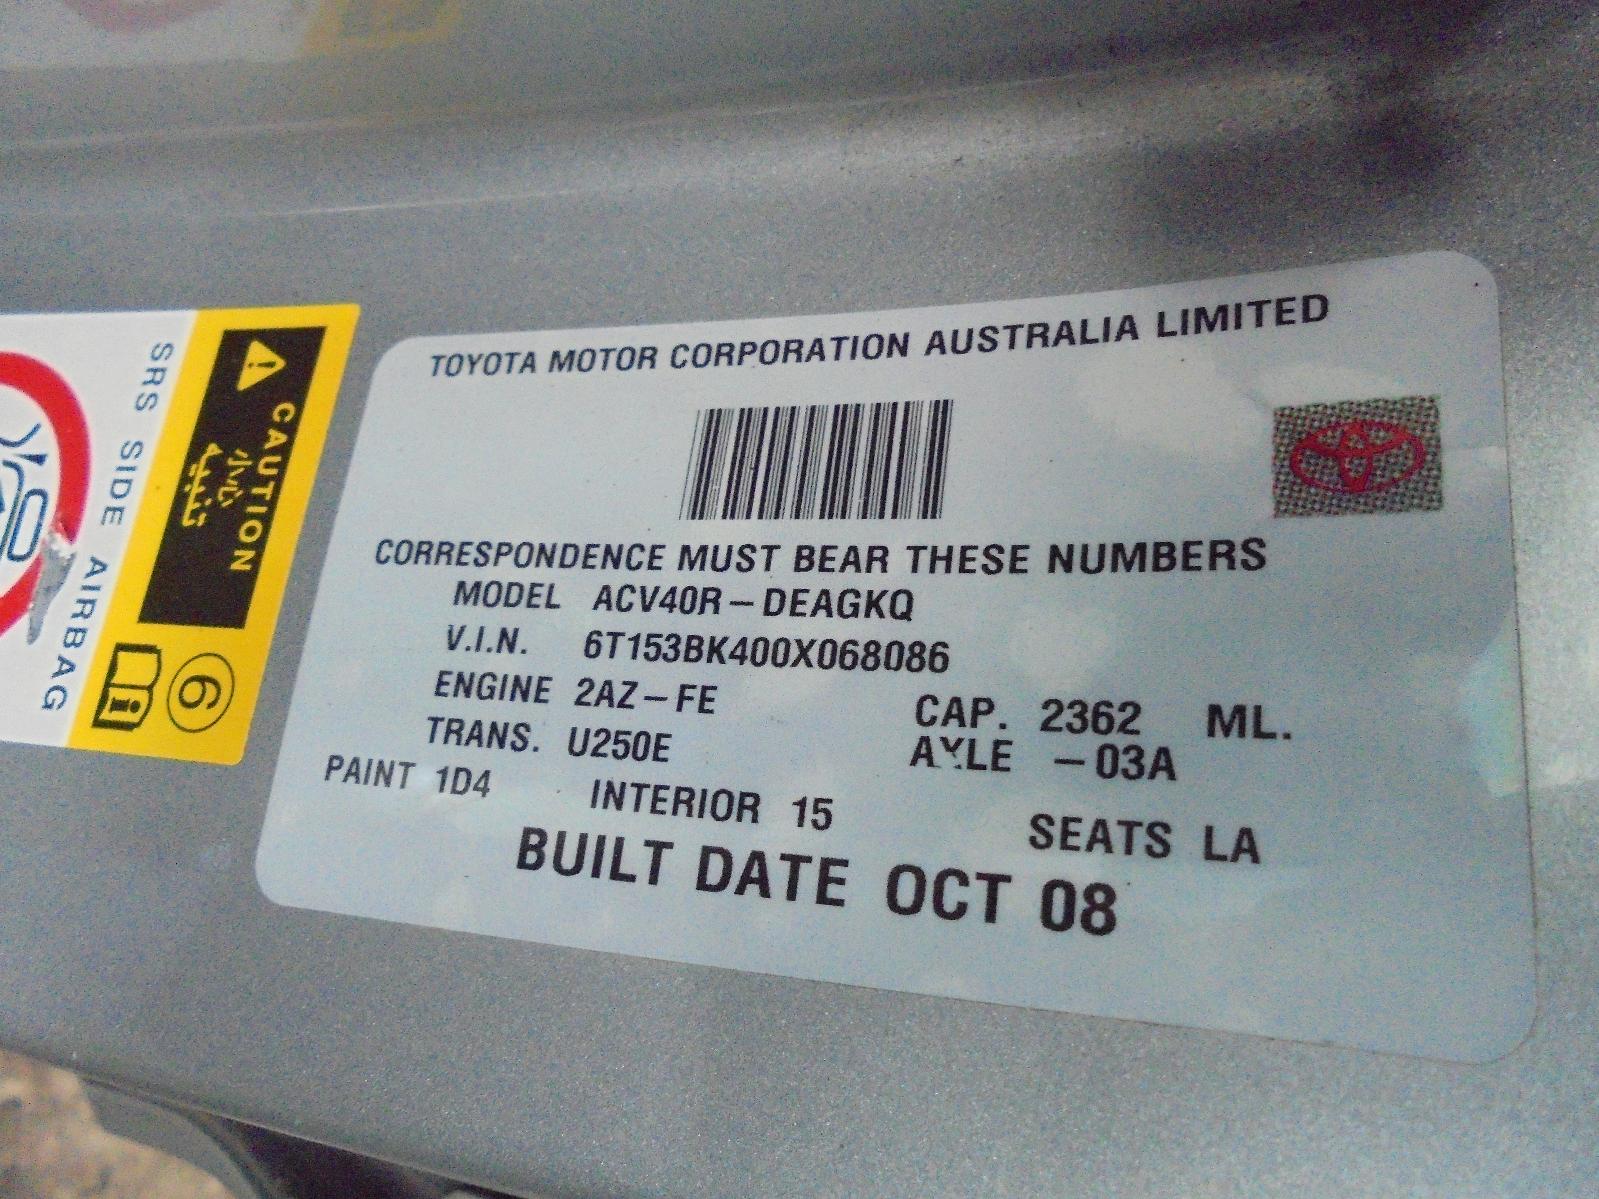 TOYOTA MOTOR CORPORATION AUSTRALIA LIMITED
CORRESPONDENCE MUST BEAR THESE NUMBERS
MODEL ACV40R–DEAGKQ
V.I.N. 6T153BK400X068086
ENGINE 2AZ–FE CAP. 2362 ML.
TRANS. U250E AXLE –03A
PAINT 1D4 INTERIOR 15 SEATS LA
BUILT DATE OCT 08
CAUTION
SRS SIDE AIRBAG
6